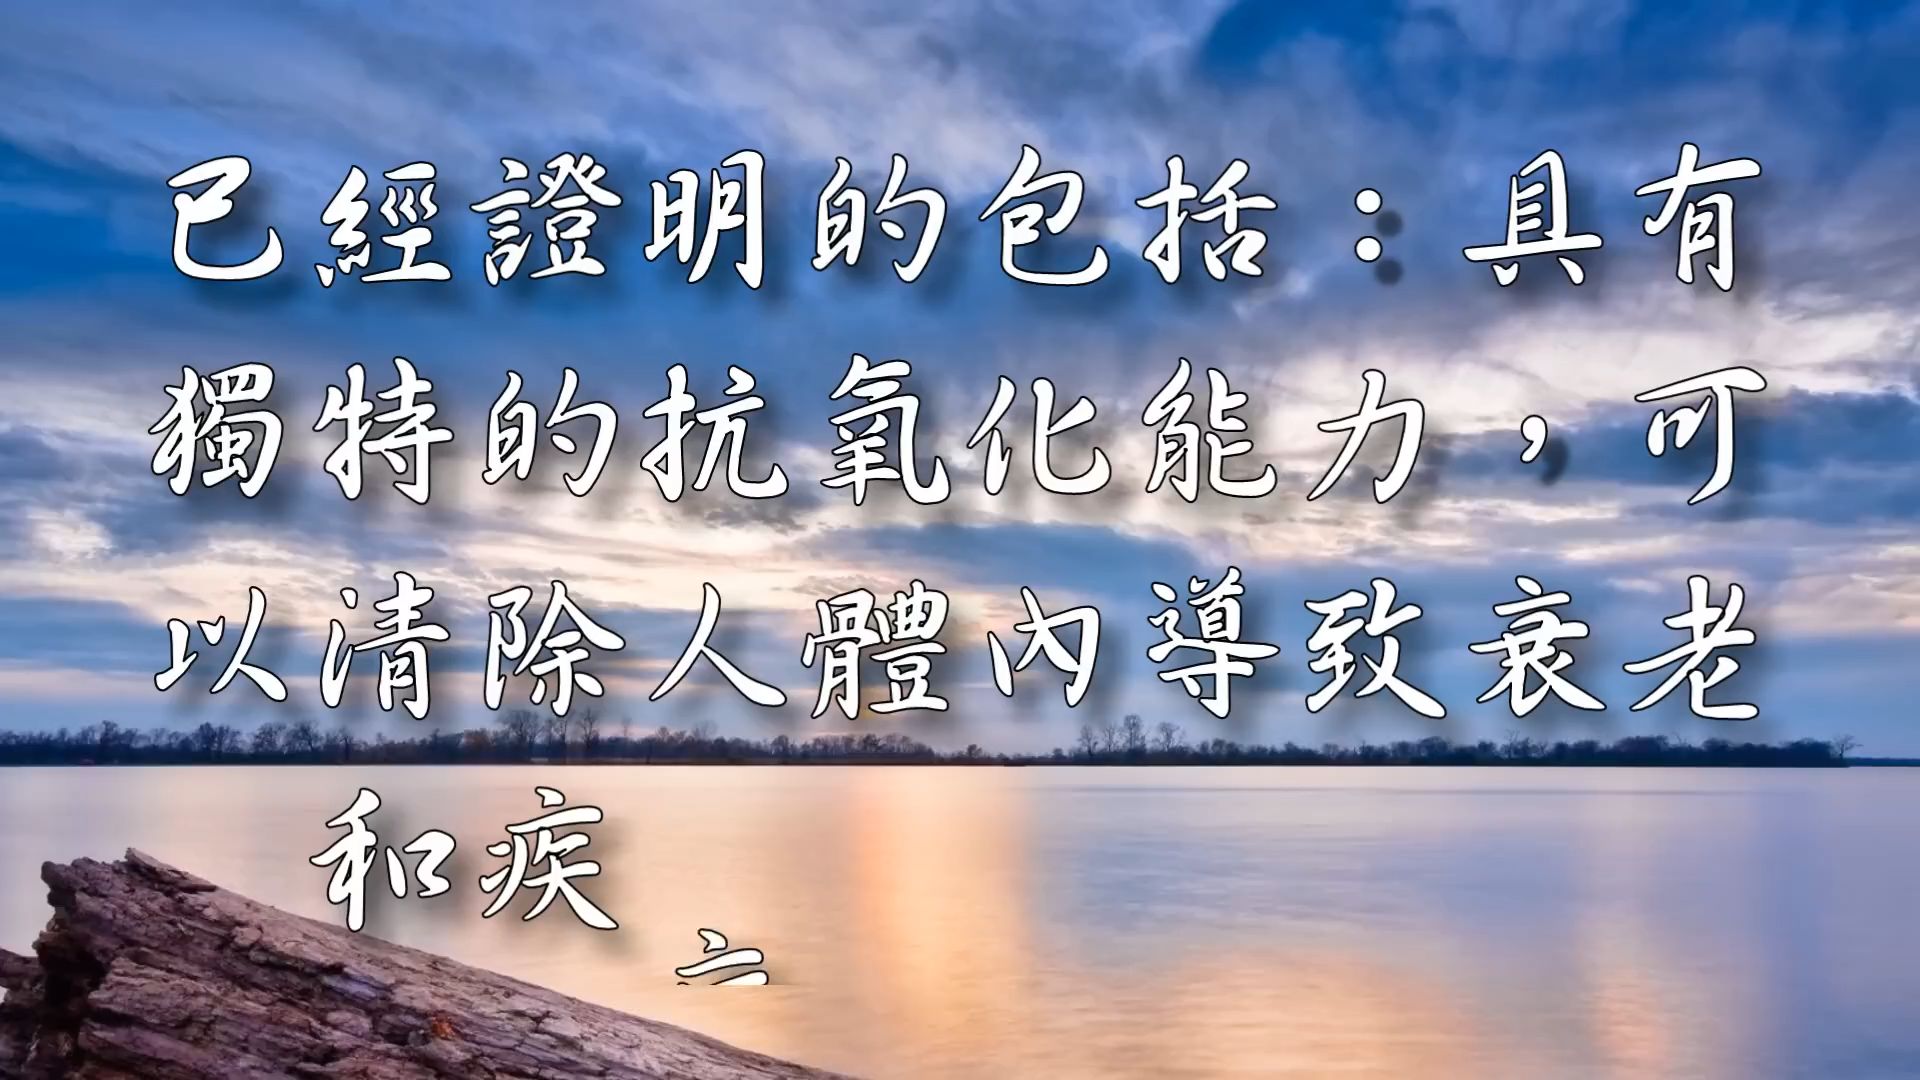 已經證明的包括：具有
獨特的抗氧化能力，可
以清除人體內導致衰老
和疾